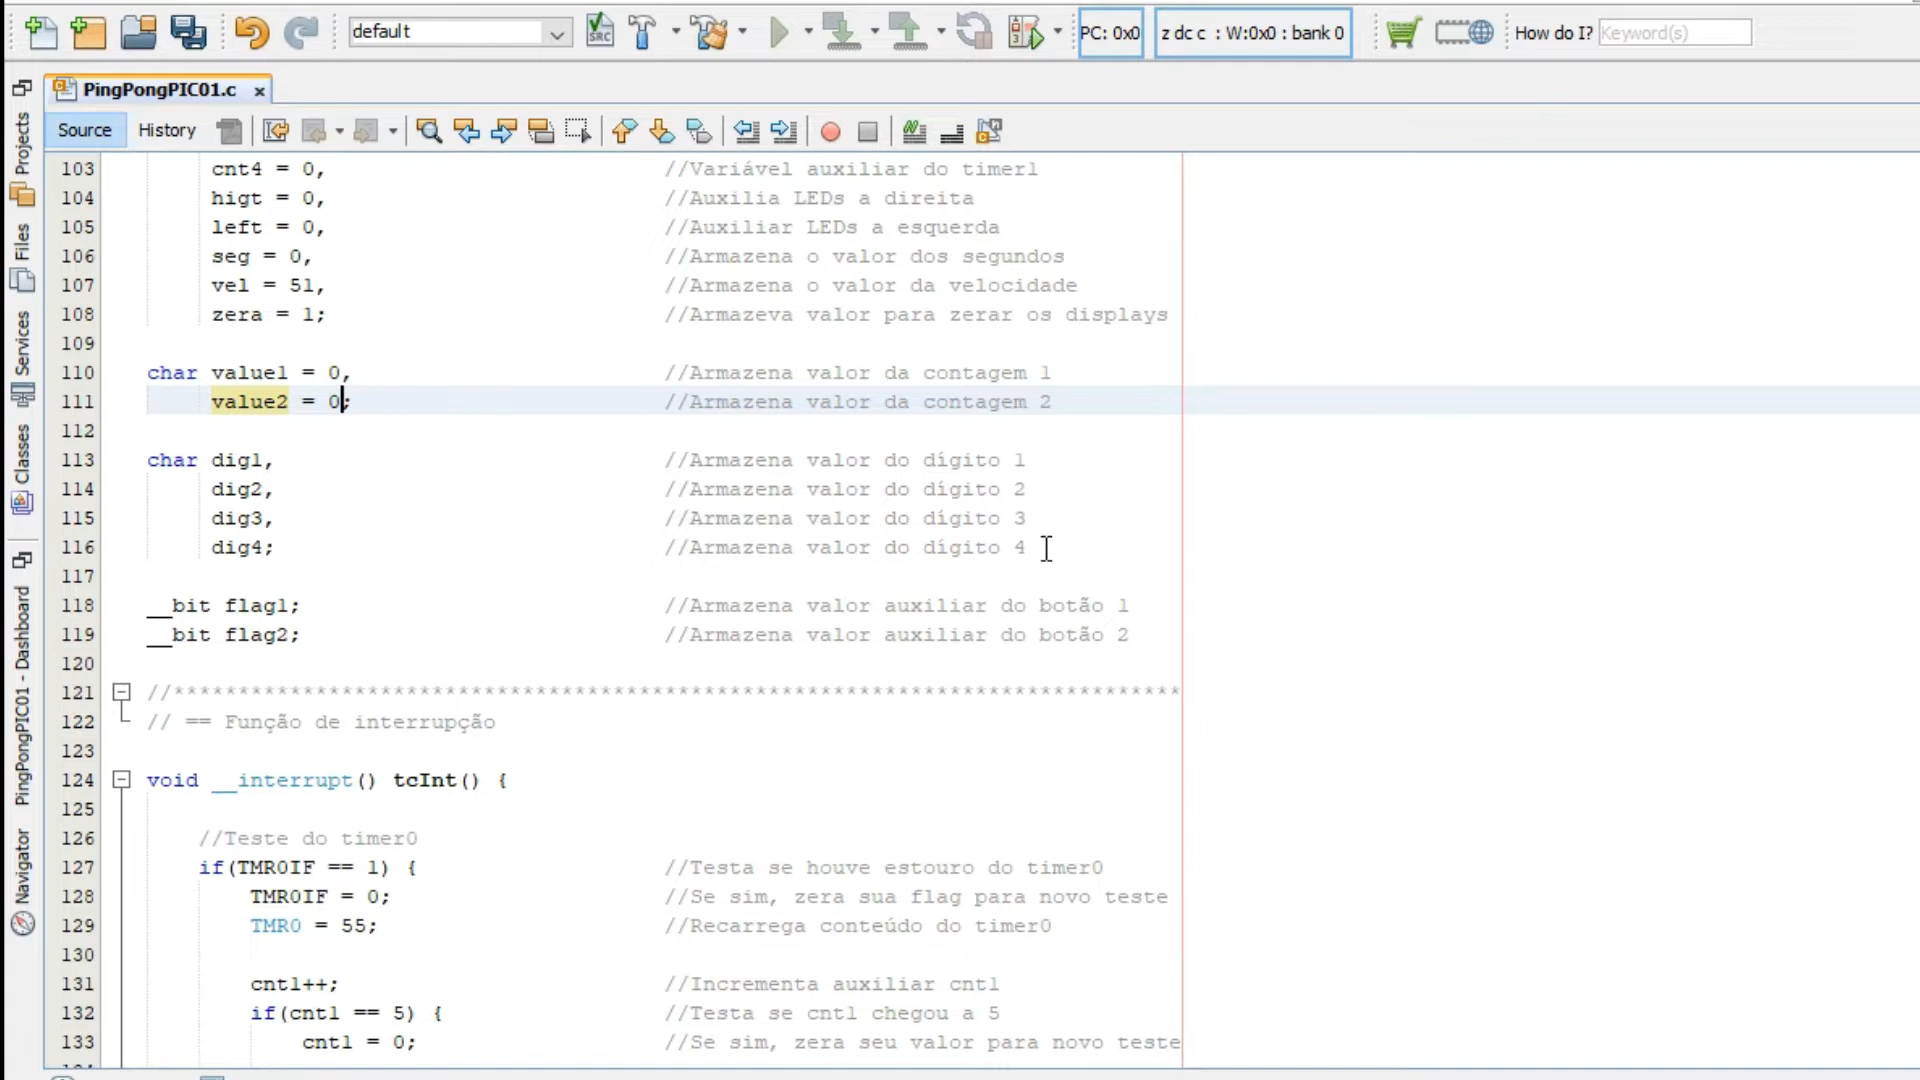 default
SRC
PC: 0x0
z dc c : W:0x0 : bank 0
How do I?
Keyword(s)
PingPongPIC01.c
Source
History
Projects
Files
Services
Classes
PingPongPIC01 - Dashboard
Navigator
103 cnt4 = 0, //Variável auxiliar do timer1
104 higt = 0, //Auxilia LEDs a direita
105 left = 0, //Auxiliar LEDs a esquerda
106 seg = 0, //Armazena o valor dos segundos
107 vel = 51, //Armazena o valor da velocidade
108 zera = 1; //Armazeva valor para zerar os displays
109
110 char value1 = 0, //Armazena valor da contagem 1
111 value2 = 0; //Armazena valor da contagem 2
112
113 char dig1, //Armazena valor do dígito 1
114 dig2, //Armazena valor do dígito 2
115 dig3, //Armazena valor do dígito 3
116 dig4; //Armazena valor do dígito 4
117
118 __bit flag1; //Armazena valor auxiliar do botão 1
119 __bit flag2; //Armazena valor auxiliar do botão 2
120
121 //******************************************************************************
122 // == Função de interrupção
123
124 void __interrupt() tcInt() {
125
126 //Teste do timer0
127 if(TMR0IF == 1) { //Testa se houve estouro do timer0
128 TMR0IF = 0; //Se sim, zera sua flag para novo teste
129 TMR0 = 55; //Recarrega conteúdo do timer0
130
131 cnt1++; //Incrementa auxiliar cnt1
132 if(cnt1 == 5) { //Testa se cnt1 chegou a 5
133 cnt1 = 0; //Se sim, zera seu valor para novo teste